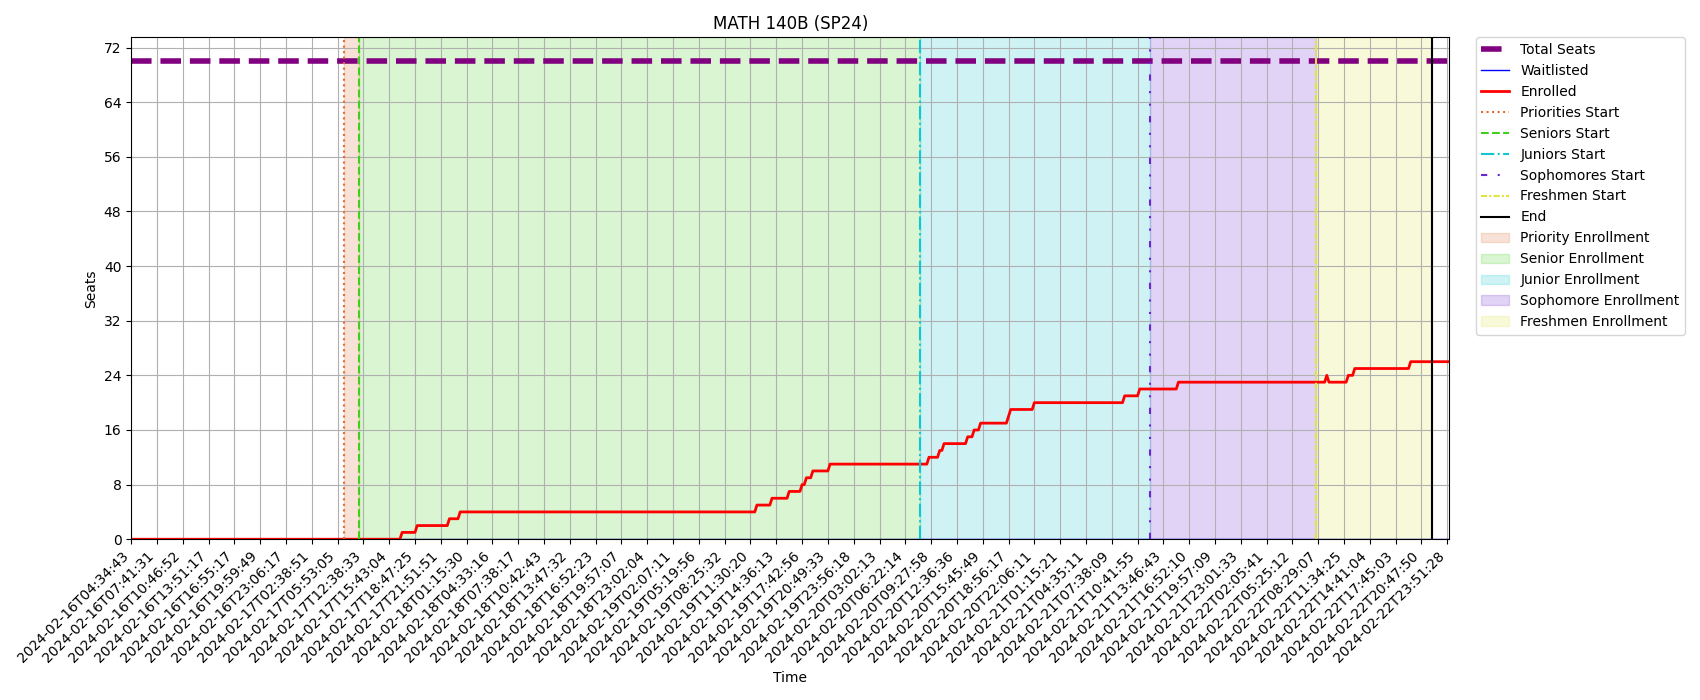 MATH 140B (SP24)
72
64
56
48
40
32
24
16
8
0
Seats
2024-02-16T04:34:43
2024-02-16T07:41:31
2024-02-16T10:46:52
2024-02-16T13:51:17
2024-02-16T16:55:17
2024-02-16T19:59:49
2024-02-16T23:06:17
2024-02-17T02:38:51
2024-02-17T05:53:05
2024-02-17T12:38:33
2024-02-17T15:43:04
2024-02-17T18:47:25
2024-02-17T21:51:51
2024-02-18T01:15:30
2024-02-18T04:33:16
2024-02-18T07:38:17
2024-02-18T10:42:43
2024-02-18T13:47:32
2024-02-18T16:52:23
2024-02-18T19:57:07
2024-02-18T23:02:04
2024-02-19T02:07:11
2024-02-19T05:19:56
2024-02-19T08:25:32
2024-02-19T11:30:20
2024-02-19T14:36:13
2024-02-19T17:42:56
2024-02-19T20:49:33
2024-02-19T23:56:18
2024-02-20T03:02:13
2024-02-20T06:22:14
2024-02-20T09:27:58
2024-02-20T12:36:36
2024-02-20T15:45:49
2024-02-20T18:56:17
2024-02-20T22:06:11
2024-02-21T01:15:21
2024-02-21T04:35:11
2024-02-21T07:38:09
2024-02-21T10:41:55
2024-02-21T13:46:43
2024-02-21T16:52:10
2024-02-21T19:57:09
2024-02-21T23:01:33
2024-02-22T02:05:41
2024-02-22T05:25:12
2024-02-22T08:29:07
2024-02-22T11:34:25
2024-02-22T14:41:04
2024-02-22T17:45:03
2024-02-22T20:47:50
2024-02-22T23:51:28
Time
Total Seats
Waitlisted
Enrolled
Priorities Start
Seniors Start
Juniors Start
Sophomores Start
Freshmen Start
End
Priority Enrollment
Senior Enrollment
Junior Enrollment
Sophomore Enrollment
Freshmen Enrollment